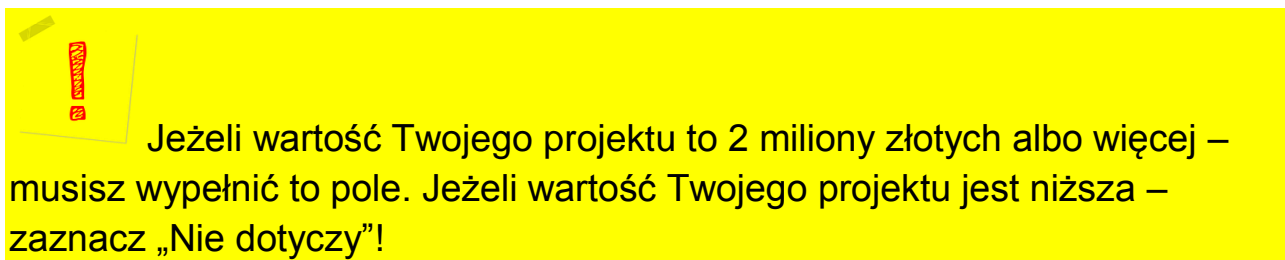 !
Jeżeli wartość Twojego projektu to 2 miliony złotych albo więcej –
musisz wypełnić to pole. Jeżeli wartość Twojego projektu jest niższa –
zaznacz „Nie dotyczy”!